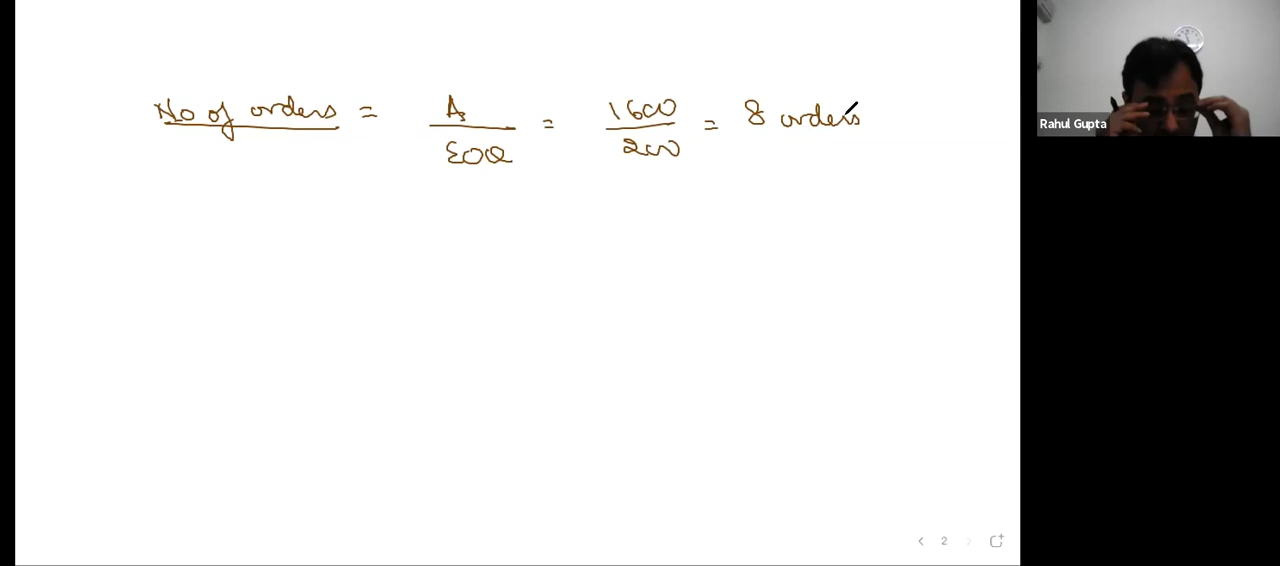 No of orders = A / EOQ = 1600 / 200 = 8 orders
Rahul Gupta
2